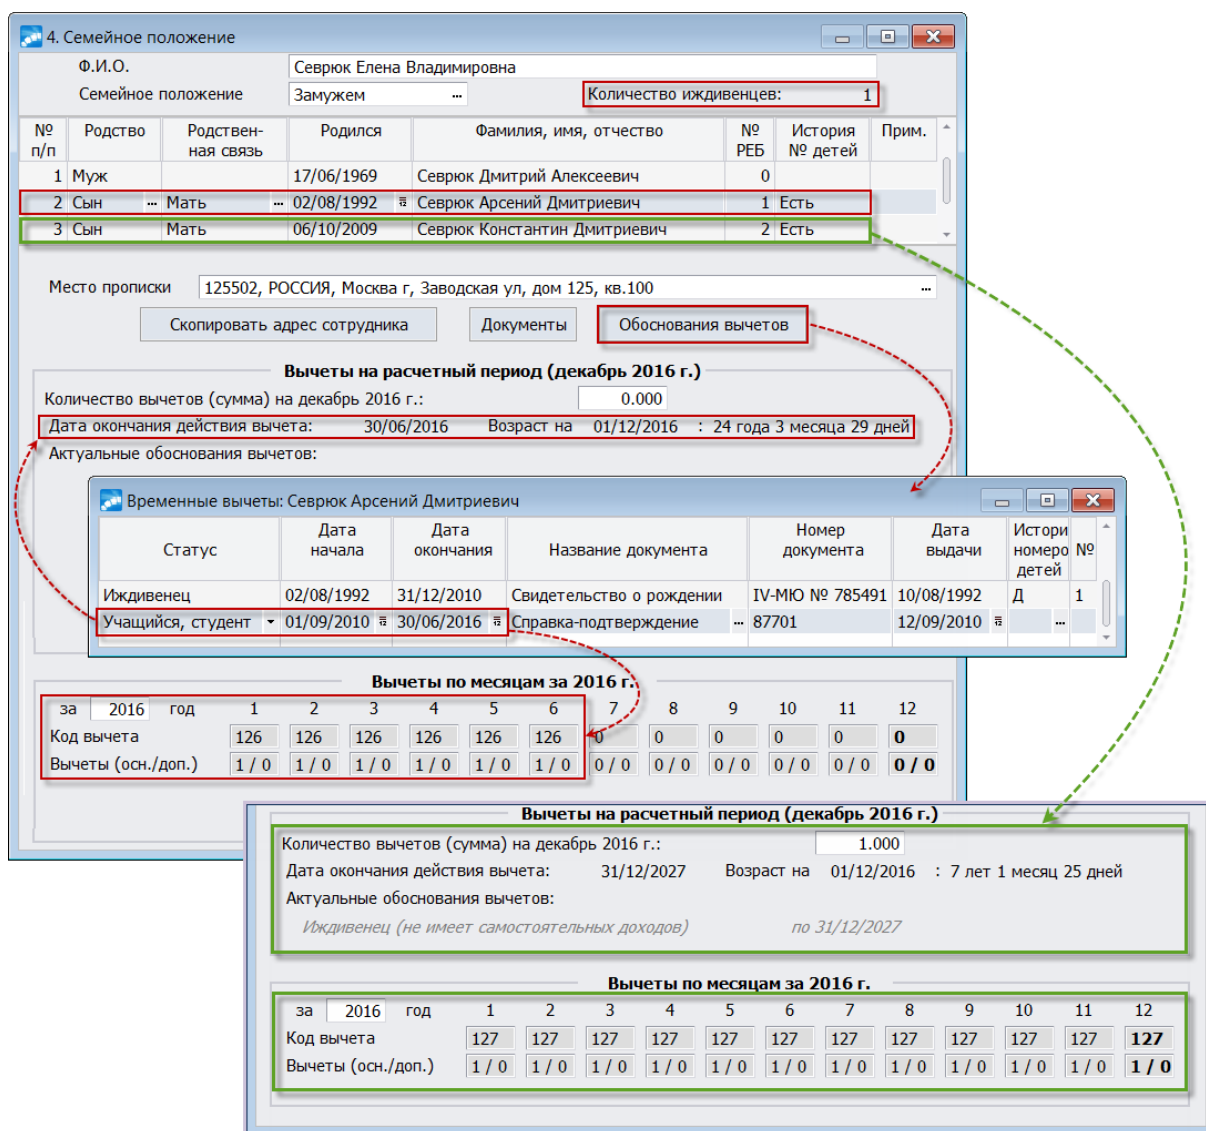 4. Семейное положение
Ф.И.О. Севрюк Елена Владимировна
Семейное положение Замужем ... Количество иждивенцев: 1
№ п/п Родство Родствен-ная связь Родился Фамилия, имя, отчество № РЕБ История № детей Прим.
1 Муж 17/06/1969 Севрюк Дмитрий Алексеевич 0
2 Сын ... Мать ... 02/08/1992 12 Севрюк Арсений Дмитриевич 1 Есть
3 Сын Мать 06/10/2009 Севрюк Константин Дмитриевич 2 Есть
Место прописки 125502, РОССИЯ, Москва г, Заводская ул, дом 125, кв.100 ...
Скопировать адрес сотрудника Документы Обоснования вычетов
Вычеты на расчетный период (декабрь 2016 г.)
Количество вычетов (сумма) на декабрь 2016 г.: 0.000
Дата окончания действия вычета: 30/06/2016 Возраст на 01/12/2016 : 24 года 3 месяца 29 дней
Актуальные обоснования вычетов:
Временные вычеты: Севрюк Арсений Дмитриевич
Статус Дата начала Дата окончания Название документа Номер документа Дата выдачи Истори номеро детей №
Иждивенец 02/08/1992 31/12/2010 Свидетельство о рождении IV-МЮ № 785491 10/08/1992 Д 1
Учащийся, студент 01/09/2010 12 30/06/2016 12 Справка-подтверждение ... 87701 12/09/2010 12 ...
Вычеты по месяцам за 2016 г.
за 2016 год 1 2 3 4 5 6 7 8 9 10 11 12
Код вычета 126 126 126 126 126 126 0 0 0 0 0 0
Вычеты (осн./доп.) 1 / 0 1 / 0 1 / 0 1 / 0 1 / 0 1 / 0 0 / 0 0 / 0 0 / 0 0 / 0 0 / 0 0 / 0
Вычеты на расчетный период (декабрь 2016 г.)
Количество вычетов (сумма) на декабрь 2016 г.: 1.000
Дата окончания действия вычета: 31/12/2027 Возраст на 01/12/2016 : 7 лет 1 месяц 25 дней
Актуальные обоснования вычетов:
Иждивенец (не имеет самостоятельных доходов) по 31/12/2027
Вычеты по месяцам за 2016 г.
за 2016 год 1 2 3 4 5 6 7 8 9 10 11 12
Код вычета 127 127 127 127 127 127 127 127 127 127 127 127
Вычеты (осн./доп.) 1 / 0 1 / 0 1 / 0 1 / 0 1 / 0 1 / 0 1 / 0 1 / 0 1 / 0 1 / 0 1 / 0 1 / 0